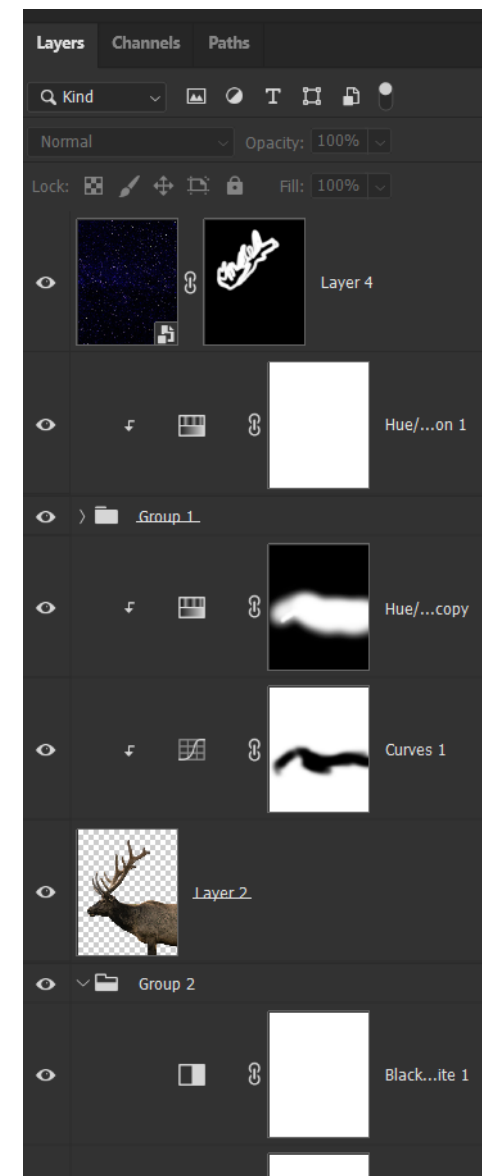 Layers Channels Paths
Kind
Normal Opacity: 100%
Lock: Fill: 100%
Layer 4
Hue/...on 1
Group 1
Hue/...copy
Curves 1
Layer 2
Group 2
Black...ite 1